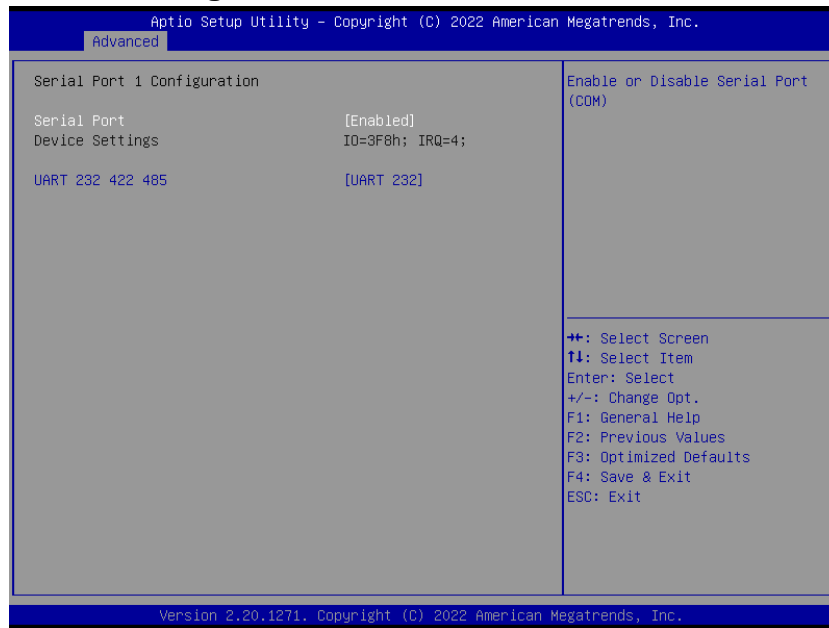 Aptio Setup Utility – Copyright (C) 2022 American Megatrends, Inc.
Advanced
Serial Port 1 Configuration
Serial Port [Enabled]
Device Settings IO=3F8h; IRQ=4;
UART 232 422 485 [UART 232]
Enable or Disable Serial Port
(COM)
→←: Select Screen
↑↓: Select Item
Enter: Select
+/-: Change Opt.
F1: General Help
F2: Previous Values
F3: Optimized Defaults
F4: Save & Exit
ESC: Exit
Version 2.20.1271. Copyright (C) 2022 American Megatrends, Inc.